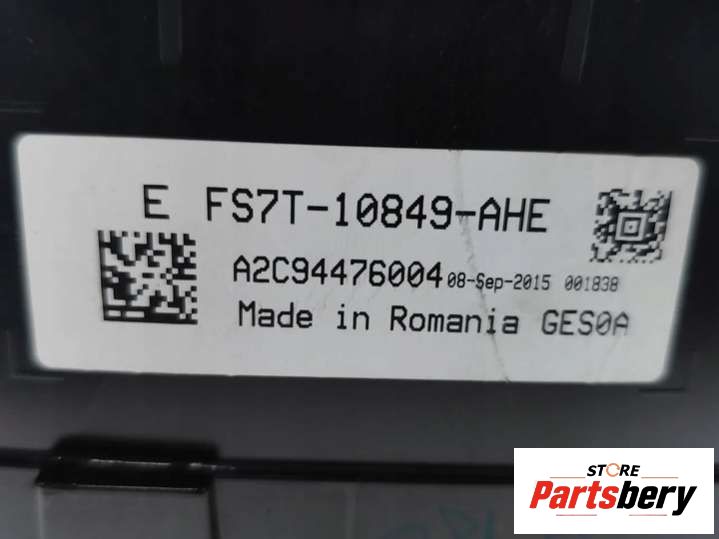 E FS7T-10849-AHE
A2C94476004 08-Sep-2015 001838
Made in Romania GES0A
STORE
Partsbery